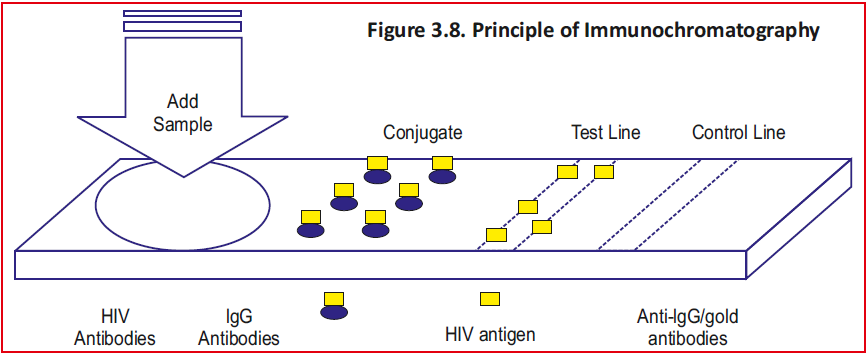 Figure 3.8. Principle of Immunochromatography
Add
Sample
Conjugate
Test Line
Control Line
HIV
Antibodies
IgG
Antibodies
HIV antigen
Anti-IgG/gold
antibodies